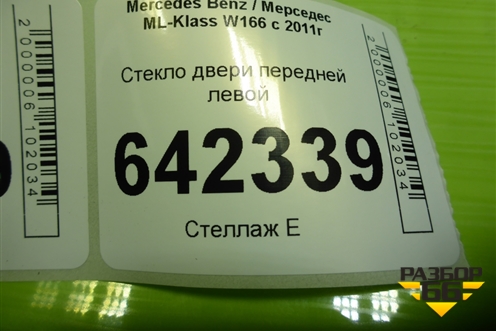 Mercedes Benz / Мерседес
ML-Klass W166 с 2011г
Стекло двери передней
левой
642339
Стеллаж Е
2000006102034
2000006102034
РАЗБОР
66